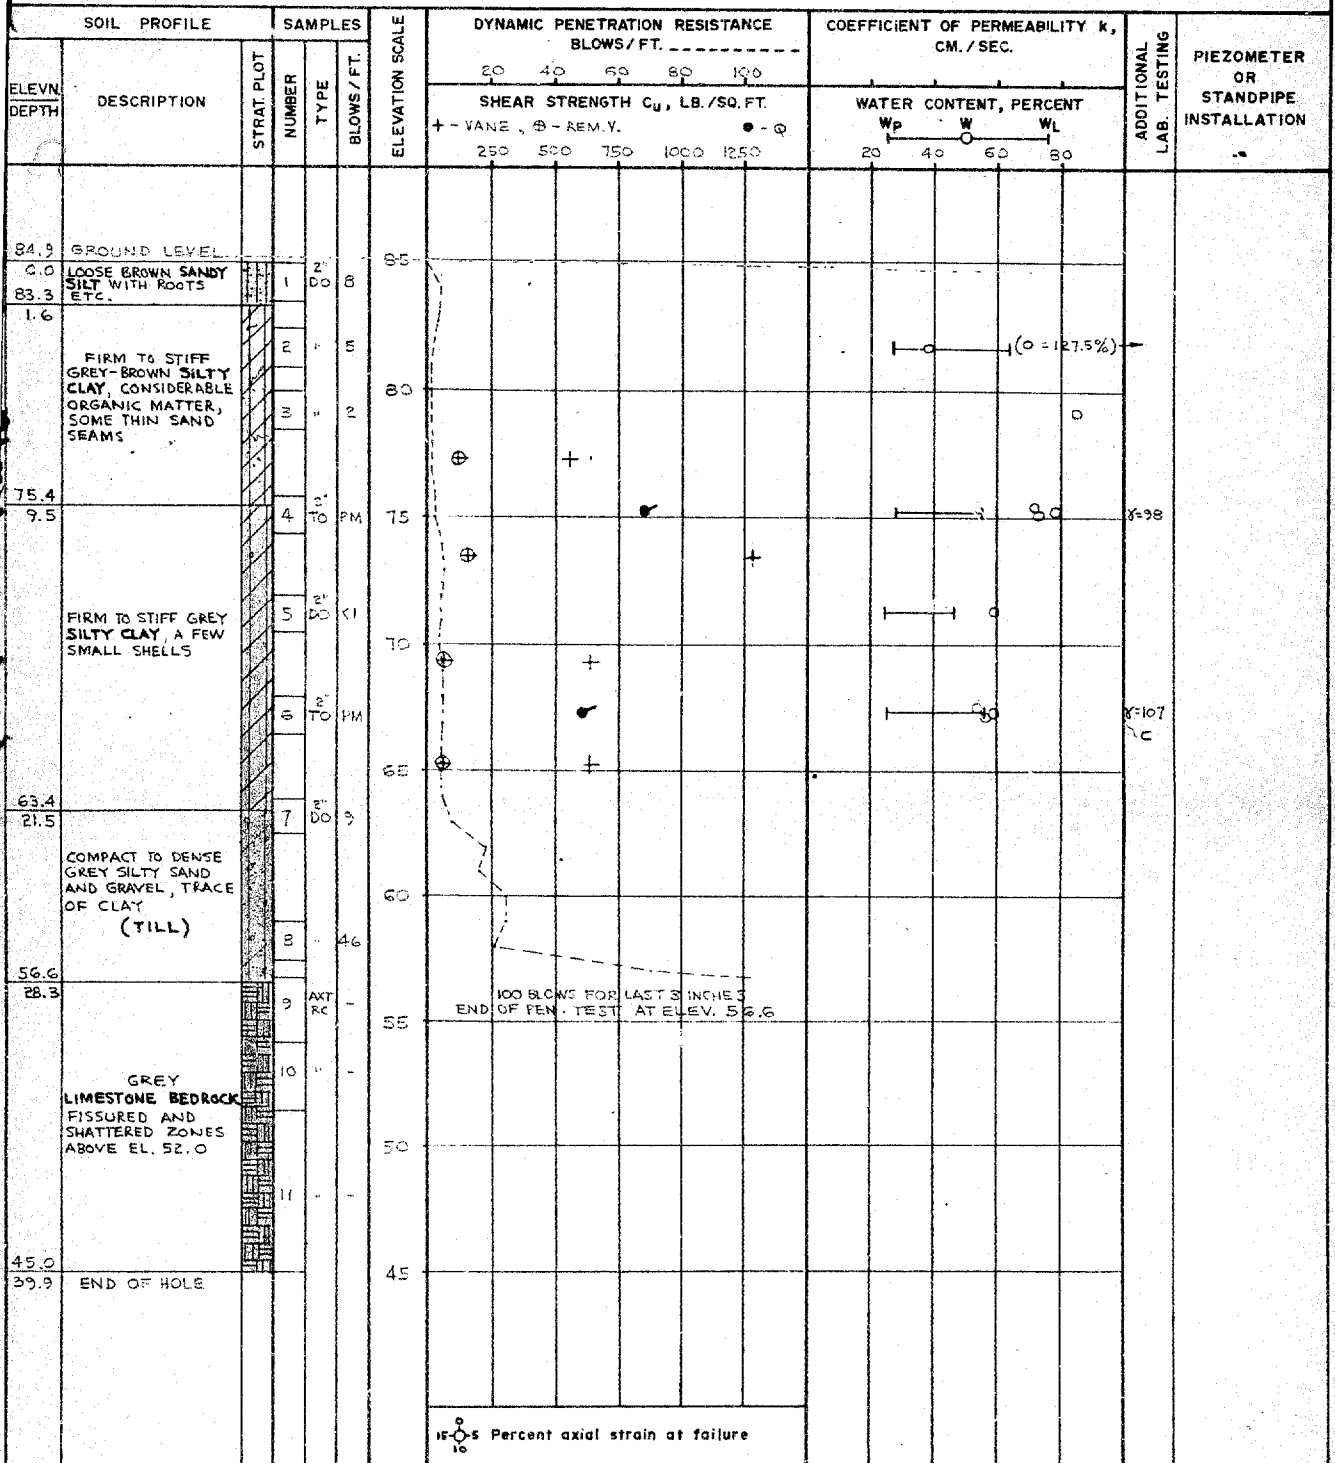 SOIL PROFILE
SAMPLES
ELEVATION SCALE
DYNAMIC PENETRATION RESISTANCE
BLOWS/FT. ----------
20 40 60 80 100
SHEAR STRENGTH Cu, LB./SQ.FT.
+ - VANE, ⊕ - REM.V. ● - Q
250 500 750 1000 1250
COEFFICIENT OF PERMEABILITY K,
CM./SEC.
WATER CONTENT, PERCENT
WP W WL
20 40 60 80
ADDITIONAL
LAB. TESTING
PIEZOMETER
OR
STANDPIPE
INSTALLATION
ELEVN.
DEPTH
DESCRIPTION
STRAT. PLOT
NUMBER
TYPE
BLOWS/FT.
84.9 GROUND LEVEL
0.0 LOOSE BROWN SANDY
SILT WITH ROOTS
83.3 ETC.
1 2" DO 8
85
1.6
FIRM TO STIFF
GREY-BROWN SILTY
CLAY, CONSIDERABLE
ORGANIC MATTER,
SOME THIN SAND
SEAMS
2 " 5
(O = 127.5%)
80
3 " 2
75.4
9.5
4 2" TO PM
75
γ=98
FIRM TO STIFF GREY
SILTY CLAY, A FEW
SMALL SHELLS
5 2" DO <1
70
6 2" TO PM
γ=107
C
65
63.4
21.5
7 2" DO 9
COMPACT TO DENSE
GREY SILTY SAND
AND GRAVEL, TRACE
OF CLAY
(TILL)
60
8 " 46
56.6
28.3
9 AXT RC -
100 BLOWS FOR LAST 3 INCHES
END OF PEN. TEST AT ELEV. 56.6
55
10 " -
GREY
LIMESTONE BEDROCK
FISSURED AND
SHATTERED ZONES
ABOVE EL. 52.0
50
11 - -
45.0
39.9 END OF HOLE
45
0
15 5 Percent axial strain at failure
10